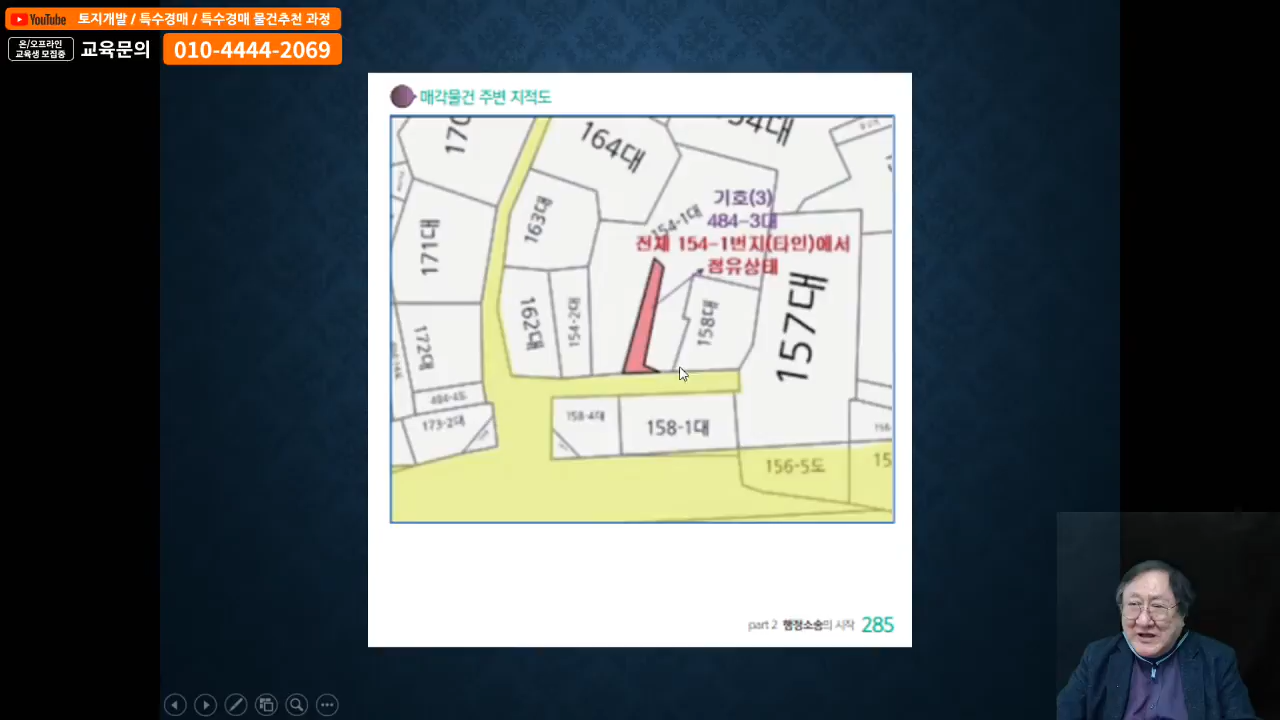 YouTube 토지개발 / 특수경매 / 특수경매 물건추천 과정
온/오프라인
교육생 모집중
교육문의
010-4444-2069
매각물건 주변 지적도
164대
163대
171대
154-1대
기호(3)
484-3대
전체 154-1번지(타인)에서
점유상태
162대
154-2대
158대
157대
172대
484-4도
173-2대
158-4대
158-1대
156-5도
part 2 행정소송의 시작 285